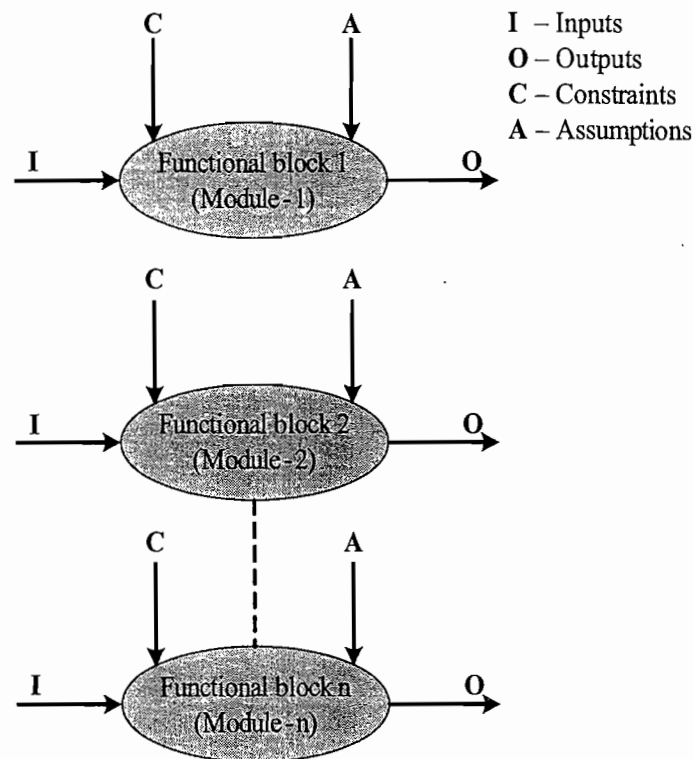 C
A
I – Inputs
O – Outputs
C – Constraints
A – Assumptions
I
Functional block 1
(Module-1)
O
C
A
I
Functional block 2
(Module-2)
O
C
A
I
Functional block n
(Module-n)
O